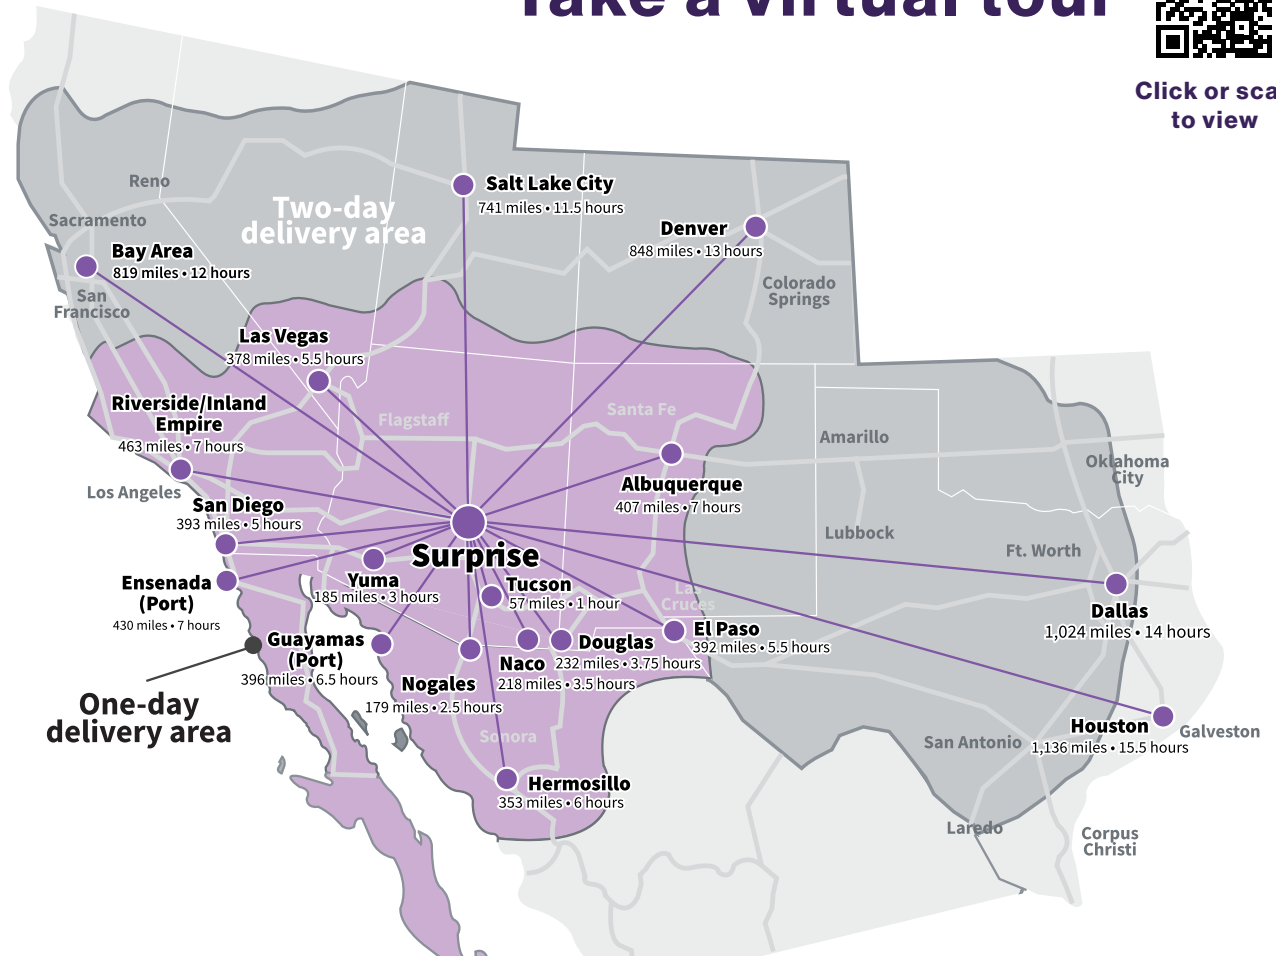 Take a virtual tour
Click or sca
to view
Reno
Sacramento
Two-day
delivery area
Salt Lake City
741 miles • 11.5 hours
Denver
848 miles • 13 hours
Bay Area
819 miles • 12 hours
San
Francisco
Colorado
Springs
Las Vegas
378 miles • 5.5 hours
Riverside/Inland
Empire
463 miles • 7 hours
Flagstaff
Santa Fe
Amarillo
Oklahoma
City
Los Angeles
Albuquerque
407 miles • 7 hours
San Diego
393 miles • 5 hours
Lubbock
Ft. Worth
Surprise
Ensenada
(Port)
430 miles • 7 hours
Yuma
185 miles • 3 hours
Tucson
57 miles • 1 hour
Las
Cruces
Dallas
1,024 miles • 14 hours
Guayamas
(Port)
396 miles • 6.5 hours
El Paso
392 miles • 5.5 hours
Douglas
232 miles • 3.75 hours
Naco
218 miles • 3.5 hours
Nogales
179 miles • 2.5 hours
One-day
delivery area
Sonora
San Antonio
Houston
1,136 miles • 15.5 hours
Galveston
Hermosillo
353 miles • 6 hours
Laredo
Corpus
Christi